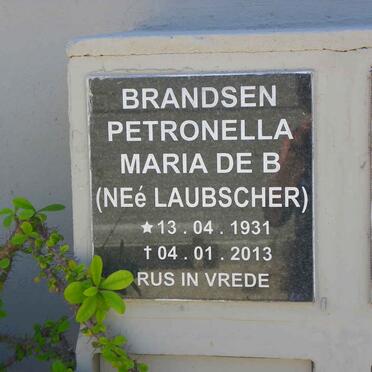 BRANDSEN
PETRONELLA
MARIA DE B
(NEé LAUBSCHER)
★13 . 04 . 1931
†04 . 01 . 2013
RUS IN VREDE